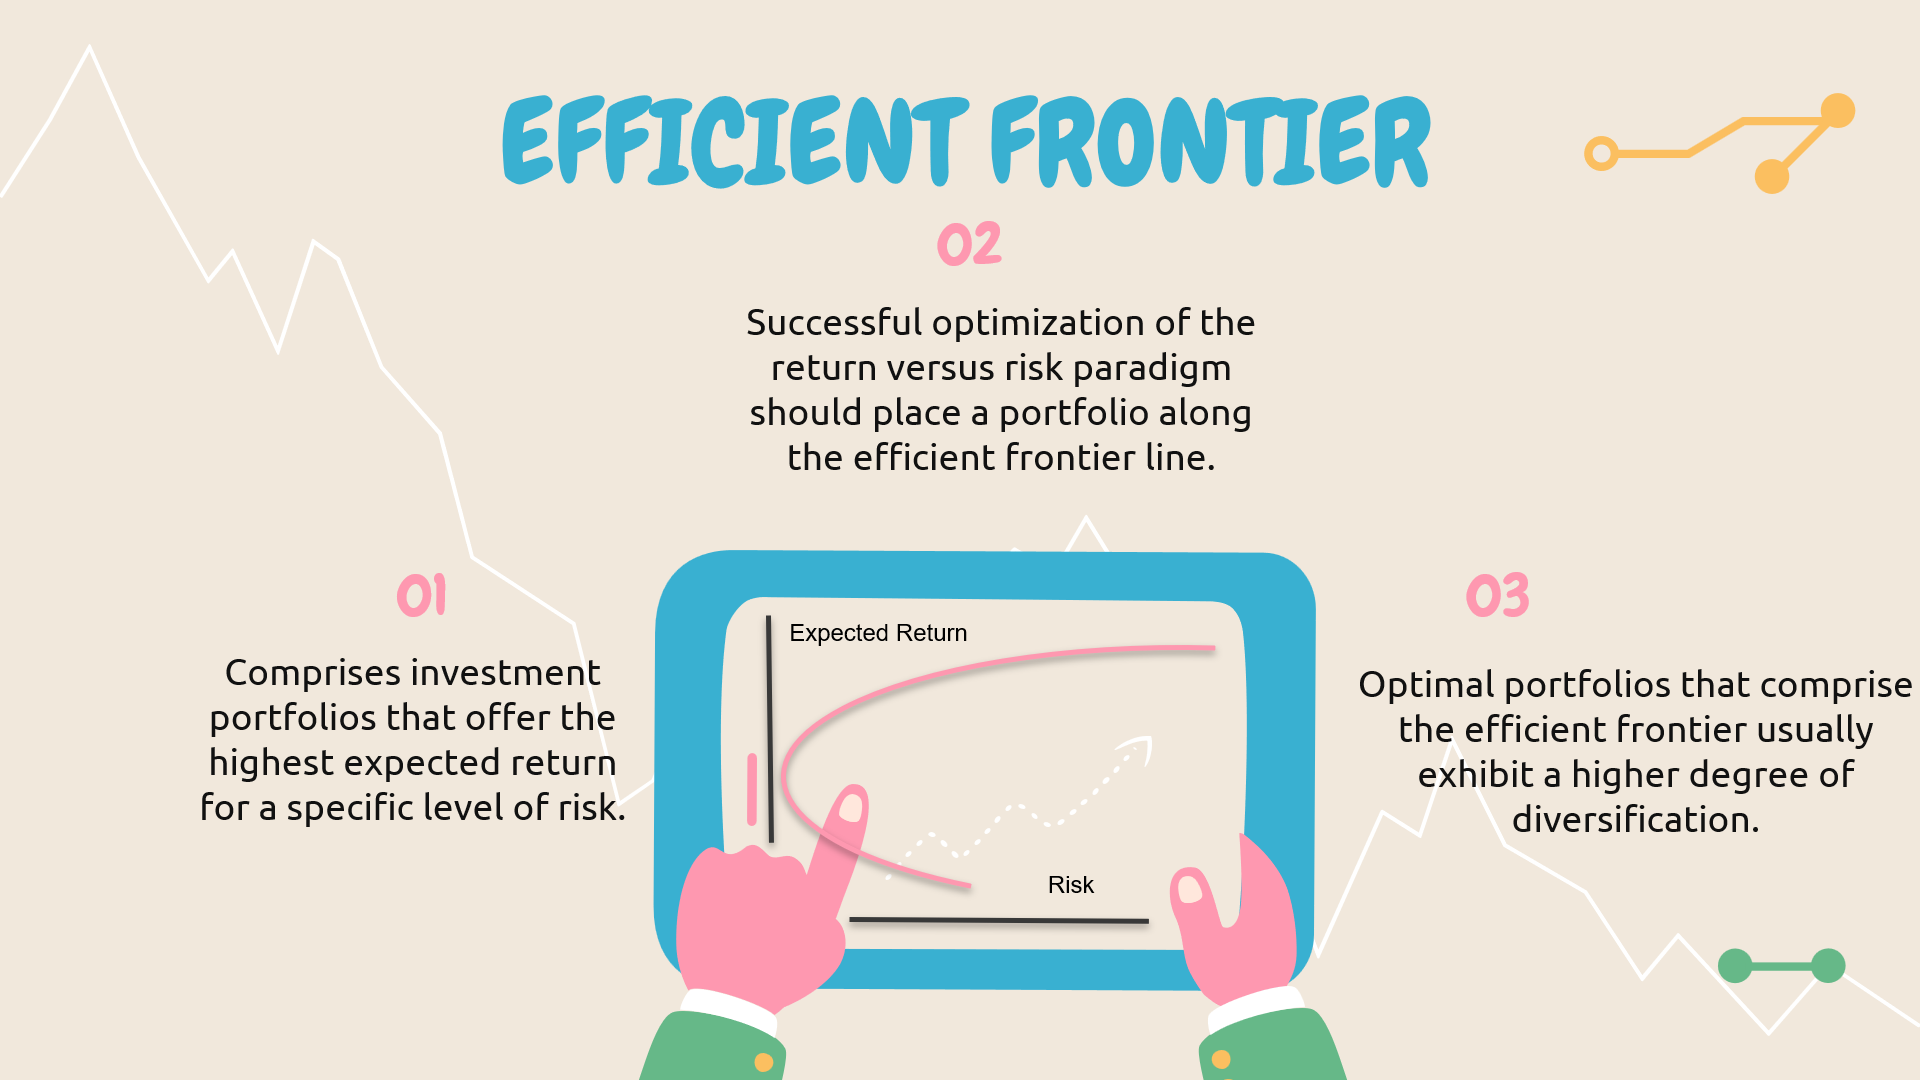 EFFICIENT FRONTIER
01
Comprises investment
portfolios that offer the
highest expected return
for a specific level of risk.
02
Successful optimization of the
return versus risk paradigm
should place a portfolio along
the efficient frontier line.
03
Optimal portfolios that comprise
the efficient frontier usually
exhibit a higher degree of
diversification.
Expected Return
Risk